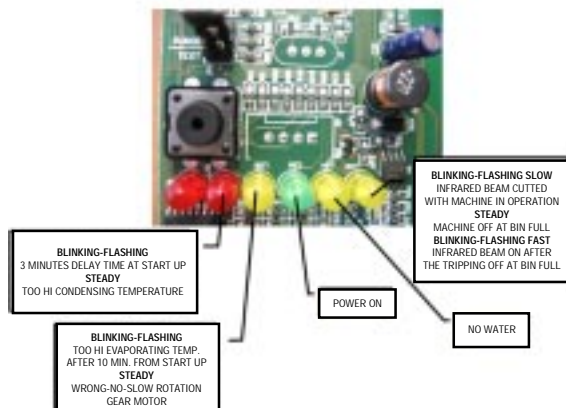 BLINKING-FLASHING
3 MINUTES DELAY TIME AT START UP
STEADY
TOO HI CONDENSING TEMPERATURE
BLINKING-FLASHING
TOO HI EVAPORATING TEMP.
AFTER 10 MIN. FROM START UP
STEADY
WRONG-NO-SLOW ROTATION
GEAR MOTOR
POWER ON
NO WATER
BLINKING-FLASHING SLOW
INFRARED BEAM CUTTED
WITH MACHINE IN OPERATION
STEADY
MACHINE OFF AT BIN FULL
BLINKING-FLASHING FAST
INFRARED BEAM ON AFTER
THE TRIPPING OFF AT BIN FULL